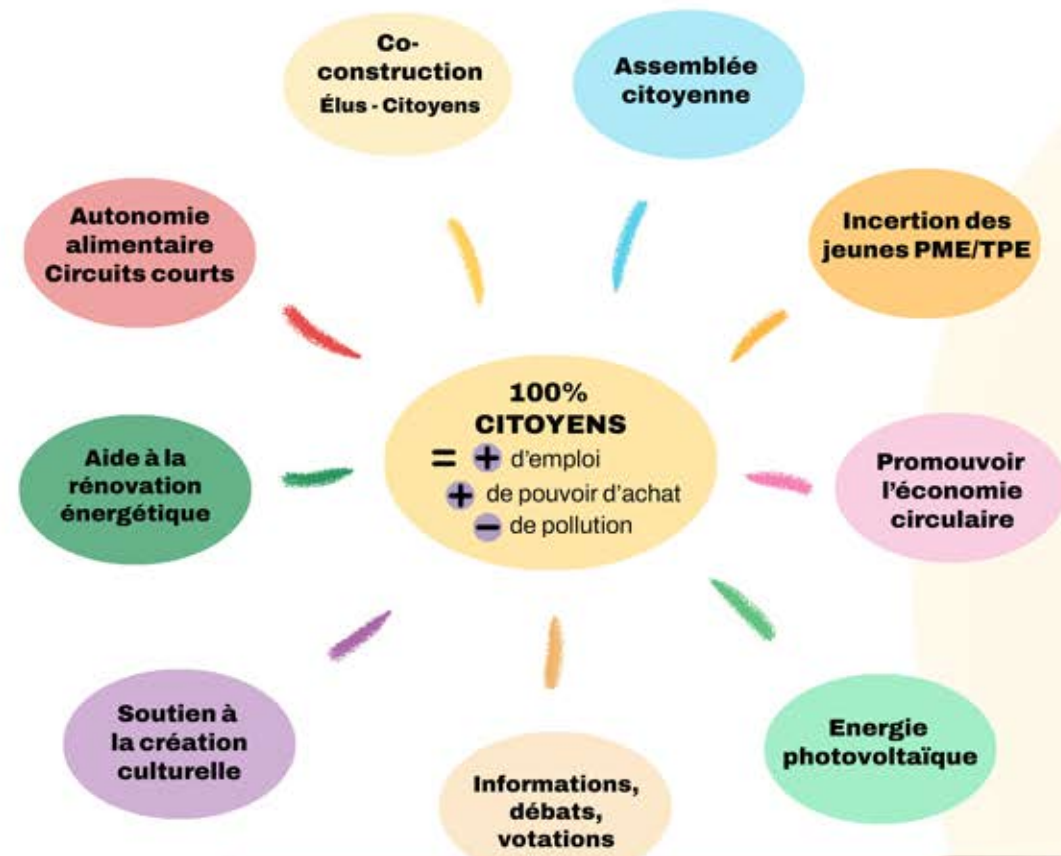 Co-
construction
Élus - Citoyens
Assemblée
citoyenne
Autonomie
alimentaire
Circuits courts
Incertion des
jeunes PME/TPE
100%
CITOYENS
= + d'emploi
+ de pouvoir d'achat
− de pollution
Aide à la
rénovation
énergétique
Promouvoir
l'économie
circulaire
Soutien à
la création
culturelle
Informations,
débats,
votations
Energie
photovoltaïque